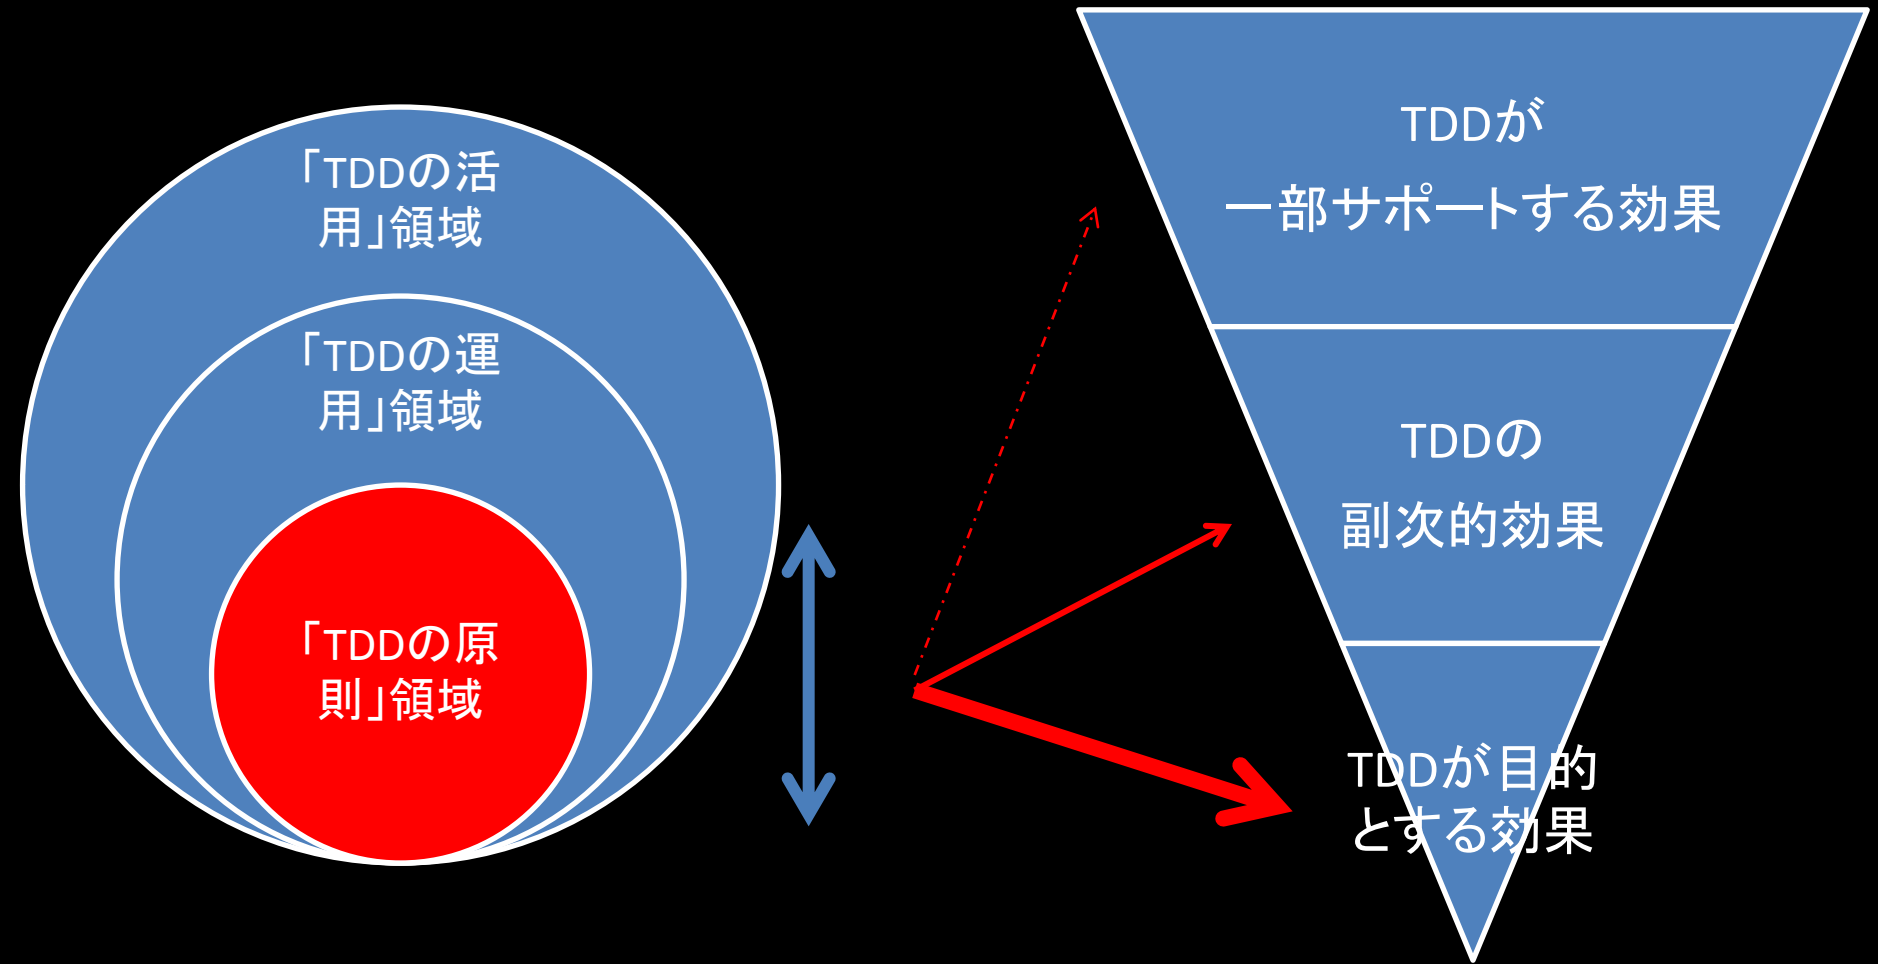 「TDDの活
用」領域
「TDDの運
用」領域
「TDDの原
則」領域
TDDが
一部サポートする効果
TDDの
副次的効果
TDDが目的
とする効果